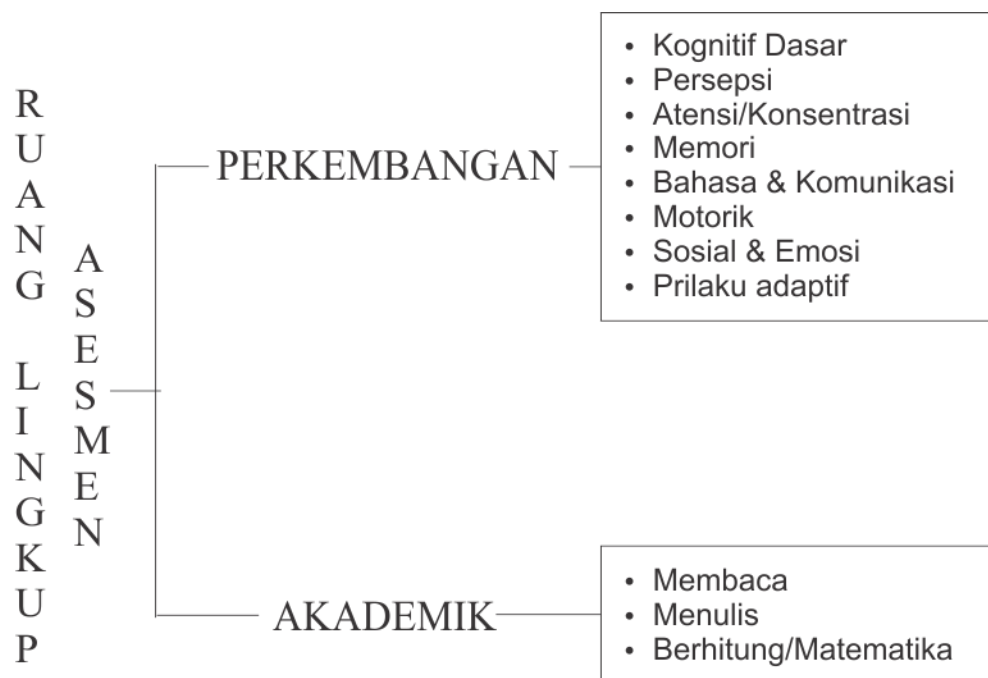 RUANG LINGKUP
ASESMEN
PERKEMBANGAN
• Kognitif Dasar
• Persepsi
• Atensi/Konsentrasi
• Memori
• Bahasa & Komunikasi
• Motorik
• Sosial & Emosi
• Prilaku adaptif
AKADEMIK
• Membaca
• Menulis
• Berhitung/Matematika